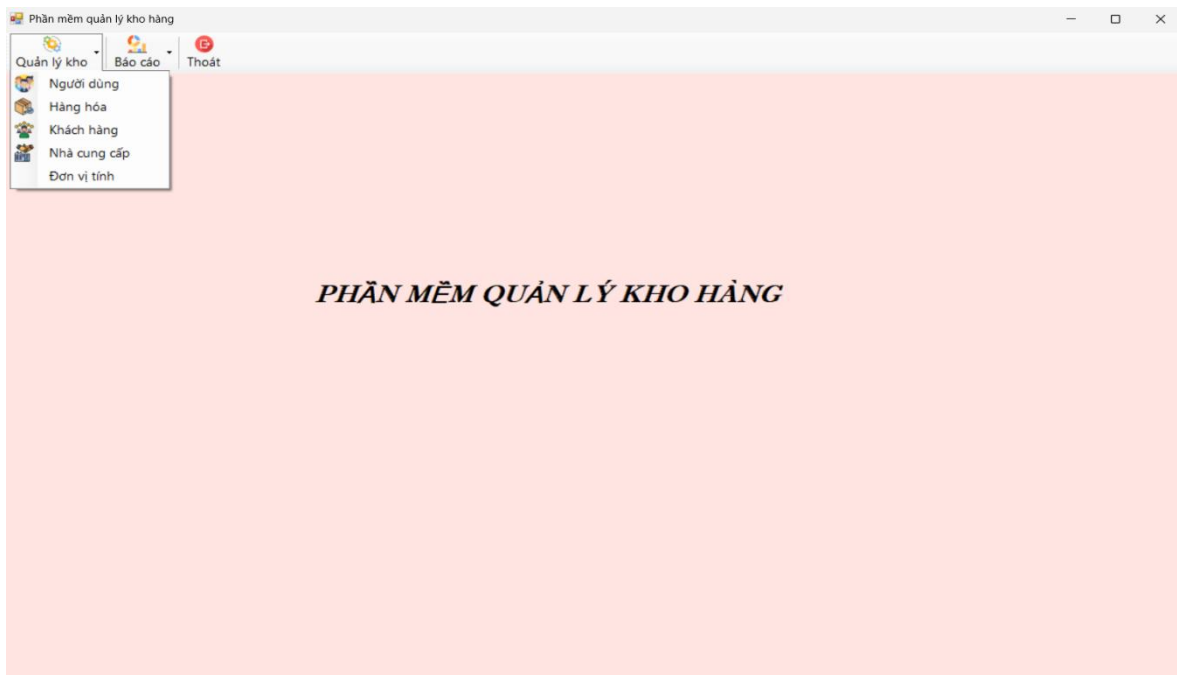 Phần mềm quản lý kho hàng
Quản lý kho Báo cáo Thoát
Người dùng
Hàng hóa
Khách hàng
Nhà cung cấp
Đơn vị tính
PHẦN MỀM QUẢN LÝ KHO HÀNG